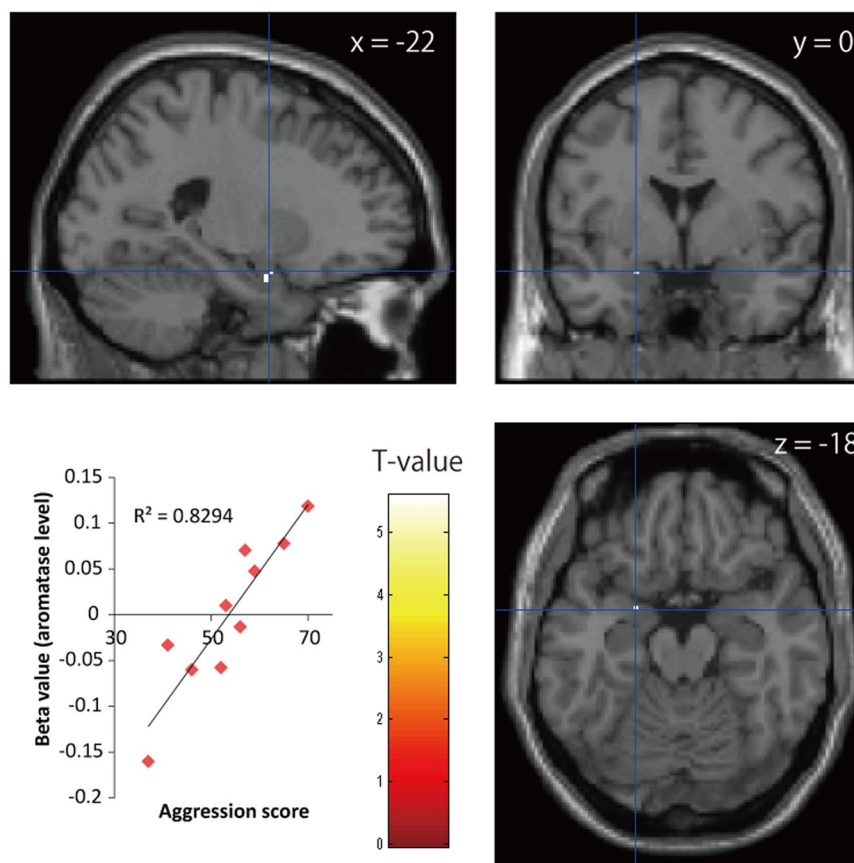 x = -22
y = 0
T-value
z = -18
0.15
0.1
0.05
0
-0.05
-0.1
-0.15
-0.2
R² = 0.8294
30
50
70
Beta value (aromatase level)
Aggression score
5
4
3
2
1
0